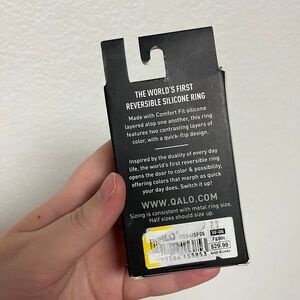 THE WORLD'S FIRST
REVERSIBLE SILICONE RING
Made with Comfort Fit silicone
layered atop one another, this ring
features two contrasting layers of
color, with a quick-flip design.
Inspired by the duality of every day
life, the world's first reversible ring
opens the door to color & possibility,
offering colors that morph as quick
your day does. Switch it up!
WWW.QALO.COM
Sizing is consistent with metal ring size.
Half sizes should size up.
$29.99